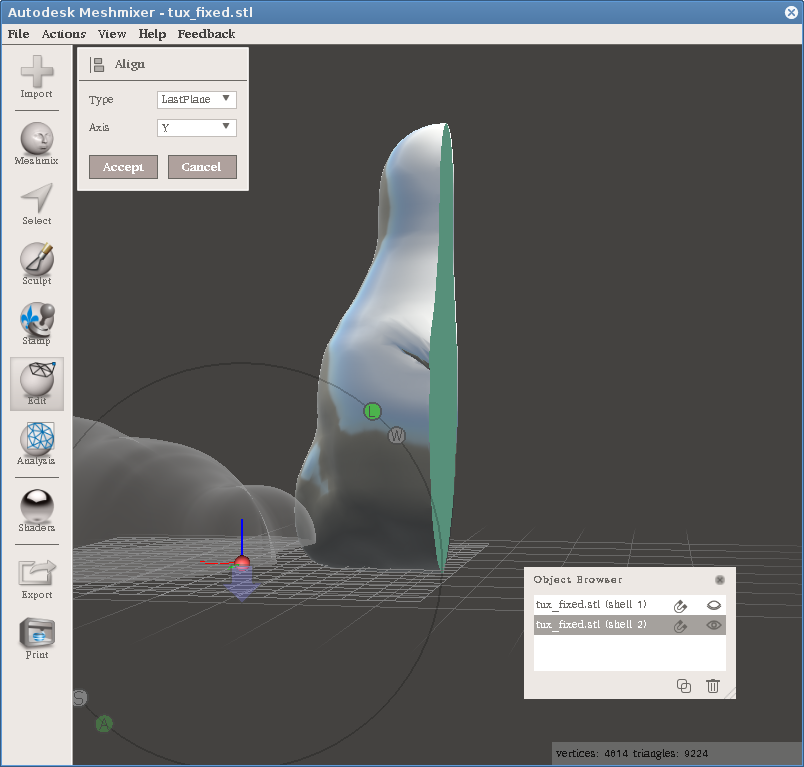 Autodesk Meshmixer - tux_fixed.stl
File Actions View Help Feedback
Import
Meshmix
Select
Sculpt
Stamp
Edit
Analysis
Shaders
Export
Print
Align
Type LastPlane
Axis Y
Accept Cancel
L
W
S
A
Object Browser
tux_fixed.stl (shell 1)
tux_fixed.stl (shell 2)
vertices: 4614 triangles: 9224